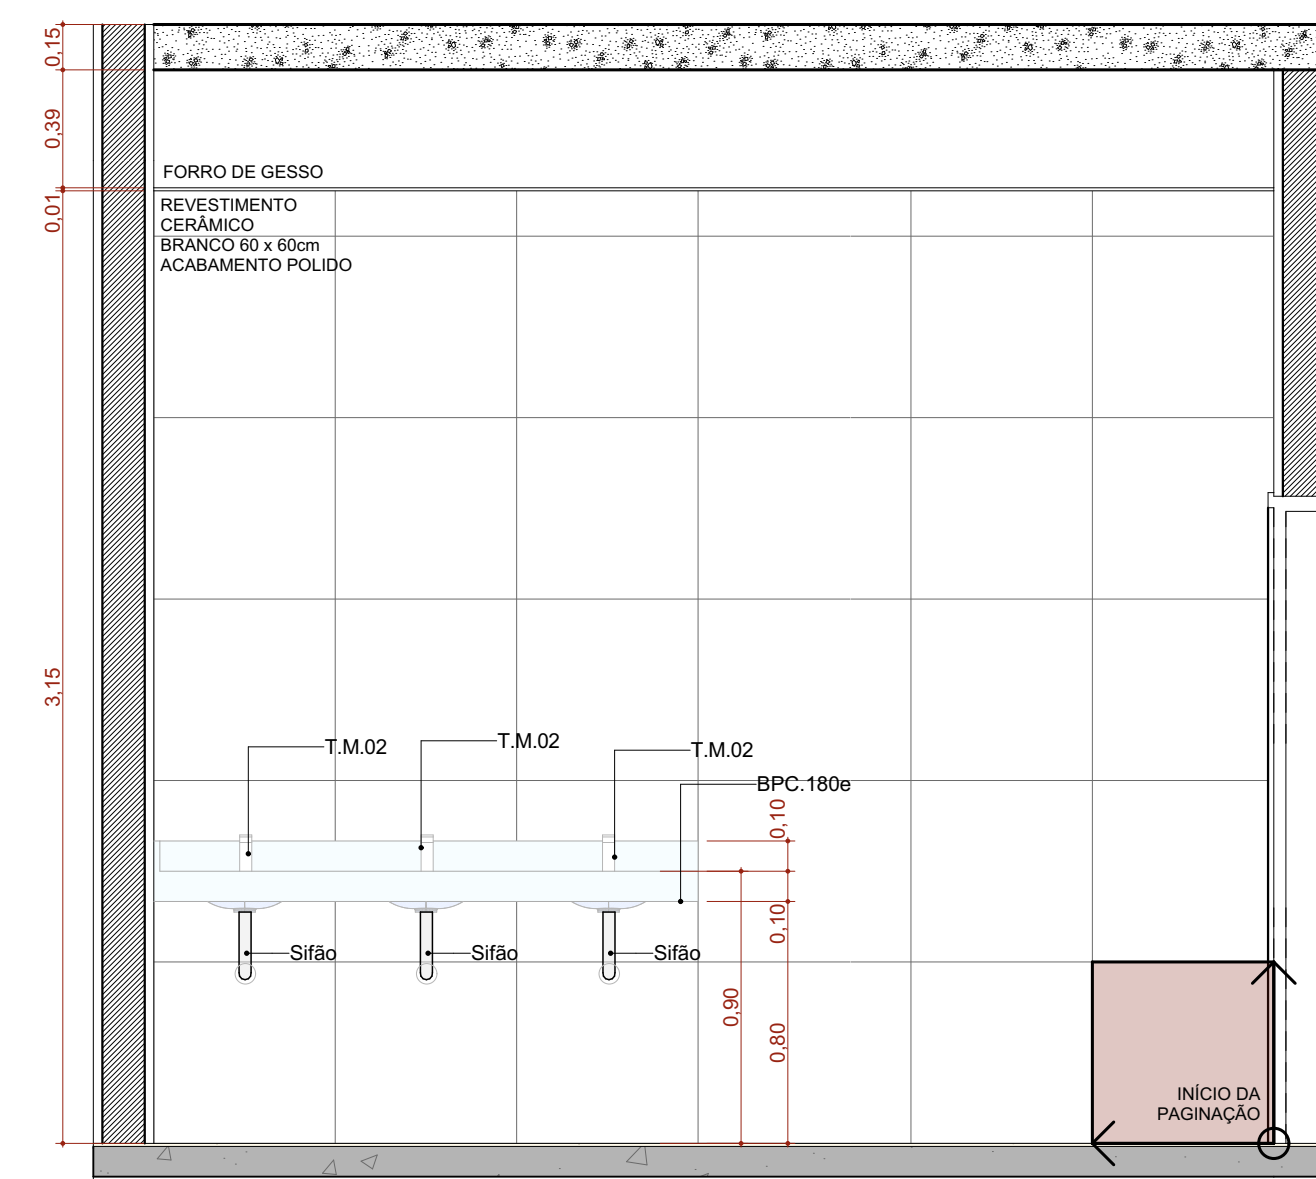 0,15
0,39
FORRO DE GESSO
0,01
REVESTIMENTO
CERÂMICO
BRANCO 60 x 60cm
ACABAMENTO POLIDO
3,15
T.M.02
T.M.02
T.M.02
BPC.180e
0,10
0,10
Sifão
Sifão
Sifão
0,90
0,80
INÍCIO DA
PAGINAÇÃO